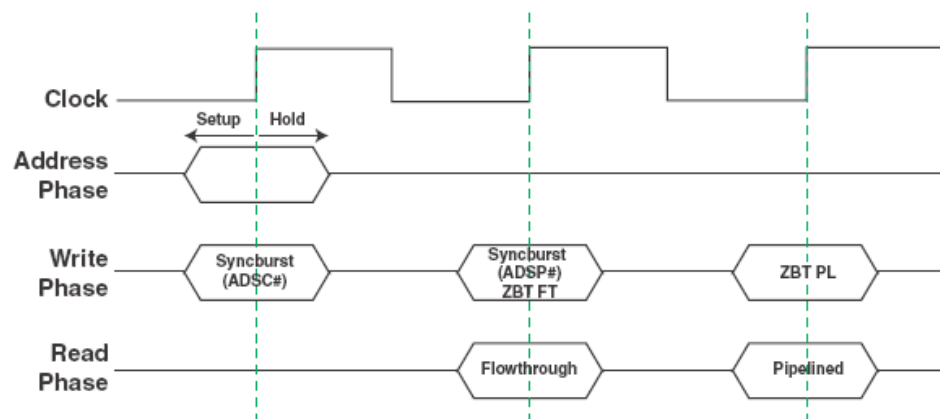 Clock
Setup Hold
Address
Phase
Write
Phase
Syncburst
(ADSC#)
Syncburst
(ADSP#)
ZBT FT
ZBT PL
Read
Phase
Flowthrough
Pipelined